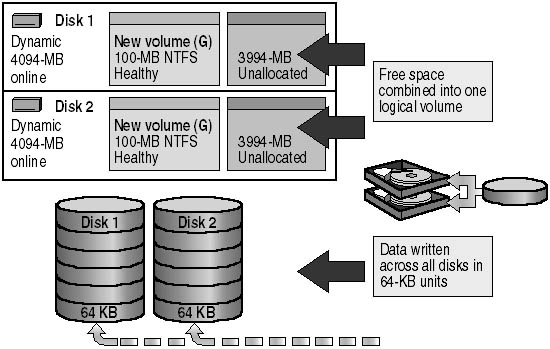 Disk 1
Dynamic
4094-MB
online
New volume (G)
100-MB NTFS
Healthy
3994-MB
Unallocated
Disk 2
Dynamic
4094-MB
online
New volume (G)
100-MB NTFS
Healthy
3994-MB
Unallocated
Free space
combined into one
logical volume
Disk 1
Disk 2
64 KB
64 KB
Data written
across all disks in
64-KB units